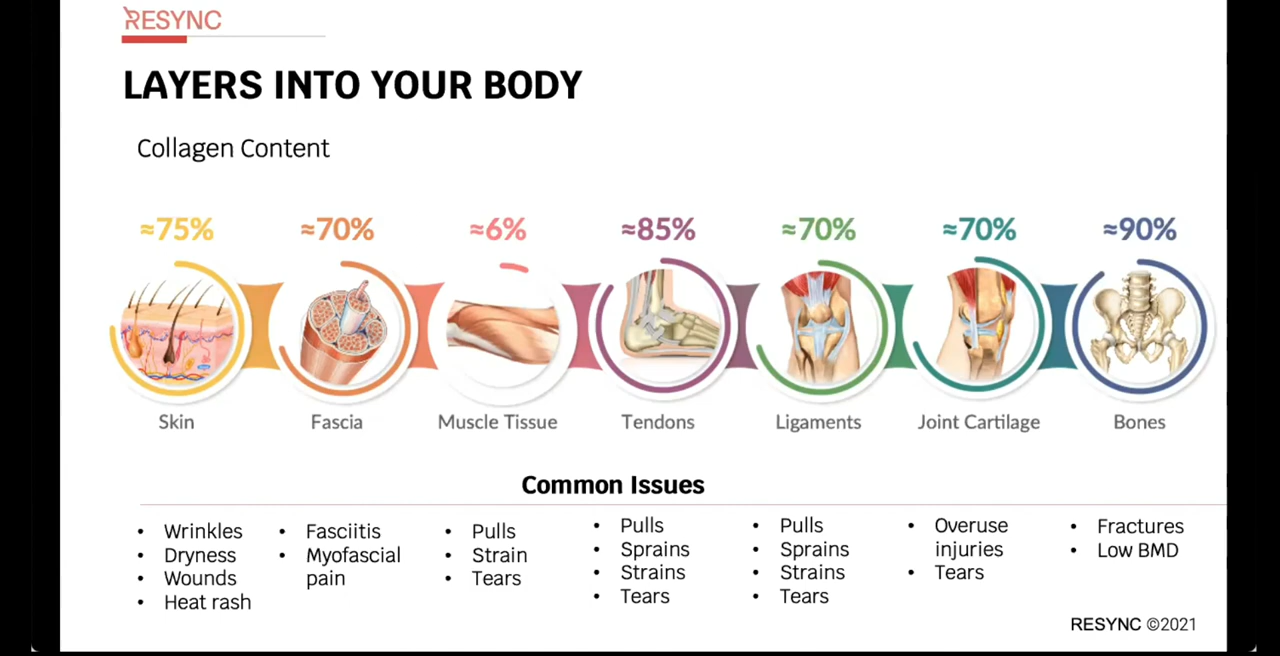 RESYNC
LAYERS INTO YOUR BODY
Collagen Content
≈75% ≈70% ≈6% ≈85% ≈70% ≈70% ≈90%
Skin Fascia Muscle Tissue Tendons Ligaments Joint Cartilage Bones
Common Issues
• Wrinkles
• Dryness
• Wounds
• Heat rash
• Fasciitis
• Myofascial
pain
• Pulls
• Strain
• Tears
• Pulls
• Sprains
• Strains
• Tears
• Pulls
• Sprains
• Strains
• Tears
• Overuse
injuries
• Tears
• Fractures
• Low BMD
RESYNC ©2021